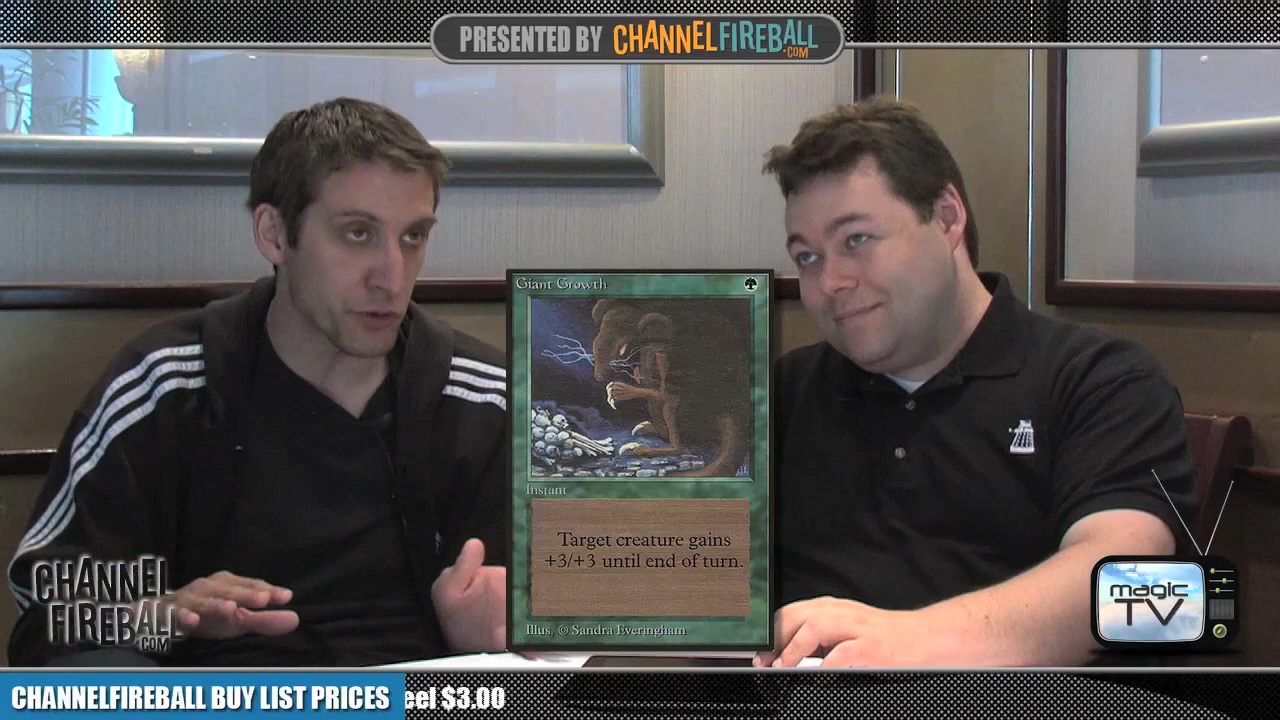 PRESENTED BY CHANNELFIREBALL.COM
Giant Growth
Instant
Target creature gains
+3/+3 until end of turn.
Illus. © Sandra Everingham
CHANNEL
FIREBALL
.COM
magic
TV
CHANNELFIREBALL BUY LIST PRICES
eel $3.00